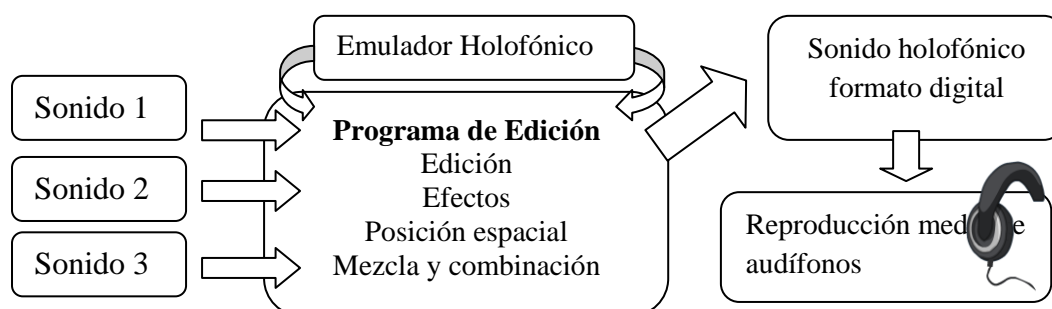 Emulador Holofónico
Sonido 1
Sonido 2
Sonido 3
Programa de Edición
Edición
Efectos
Posición espacial
Mezcla y combinación
Sonido holofónico
formato digital
Reproducción
audífonos